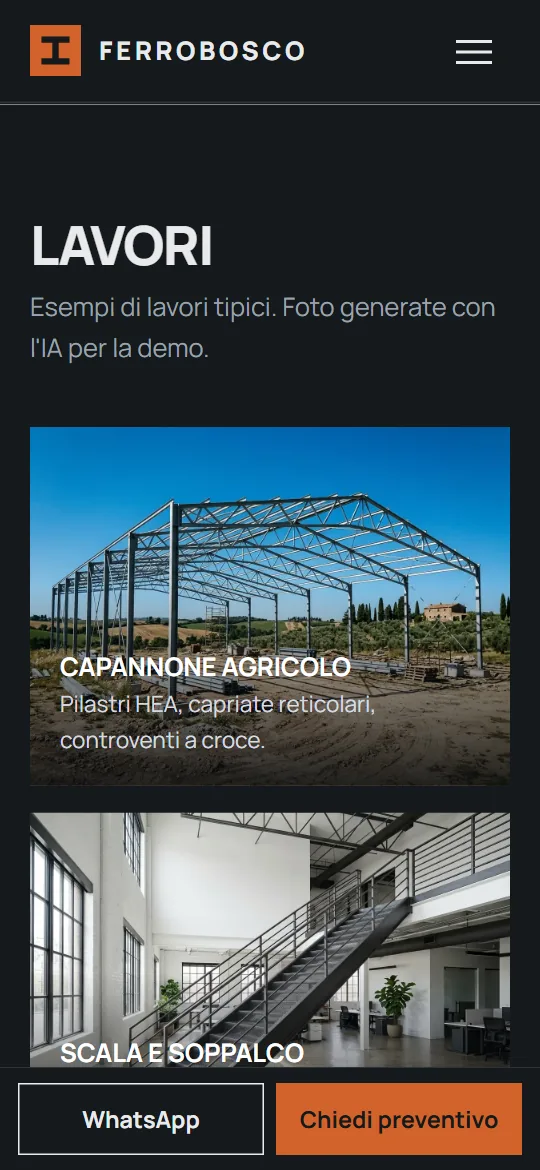 FERROBOSCO
LAVORI
Esempi di lavori tipici. Foto generate con
l'IA per la demo.
CAPANNONE AGRICOLO
Pilastri HEA, capriate reticolari,
controventi a croce.
SCALA E SOPPALCO
WhatsApp
Chiedi preventivo